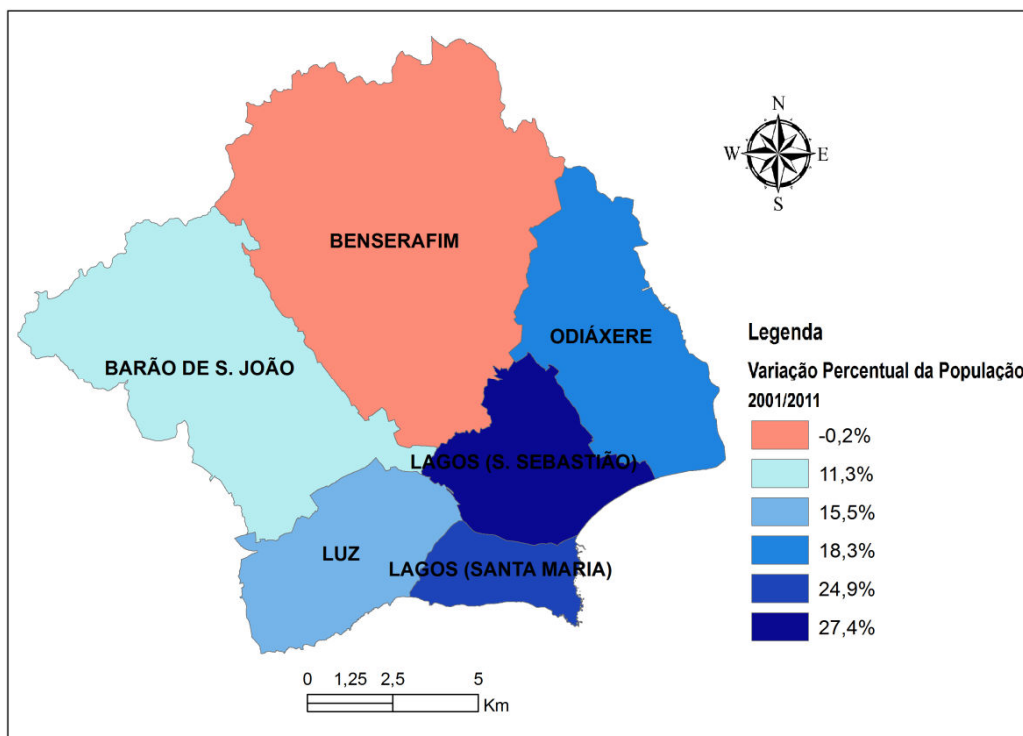 N
W E
S
BENSERAFIM
ODIÁXERE
BARÃO DE S. JOÃO
LAGOS (S. SEBASTIÃO)
LUZ
LAGOS (SANTA MARIA)
Legenda
Variação Percentual da População
2001/2011
-0,2%
11,3%
15,5%
18,3%
24,9%
27,4%
0 1,25 2,5 5
Km